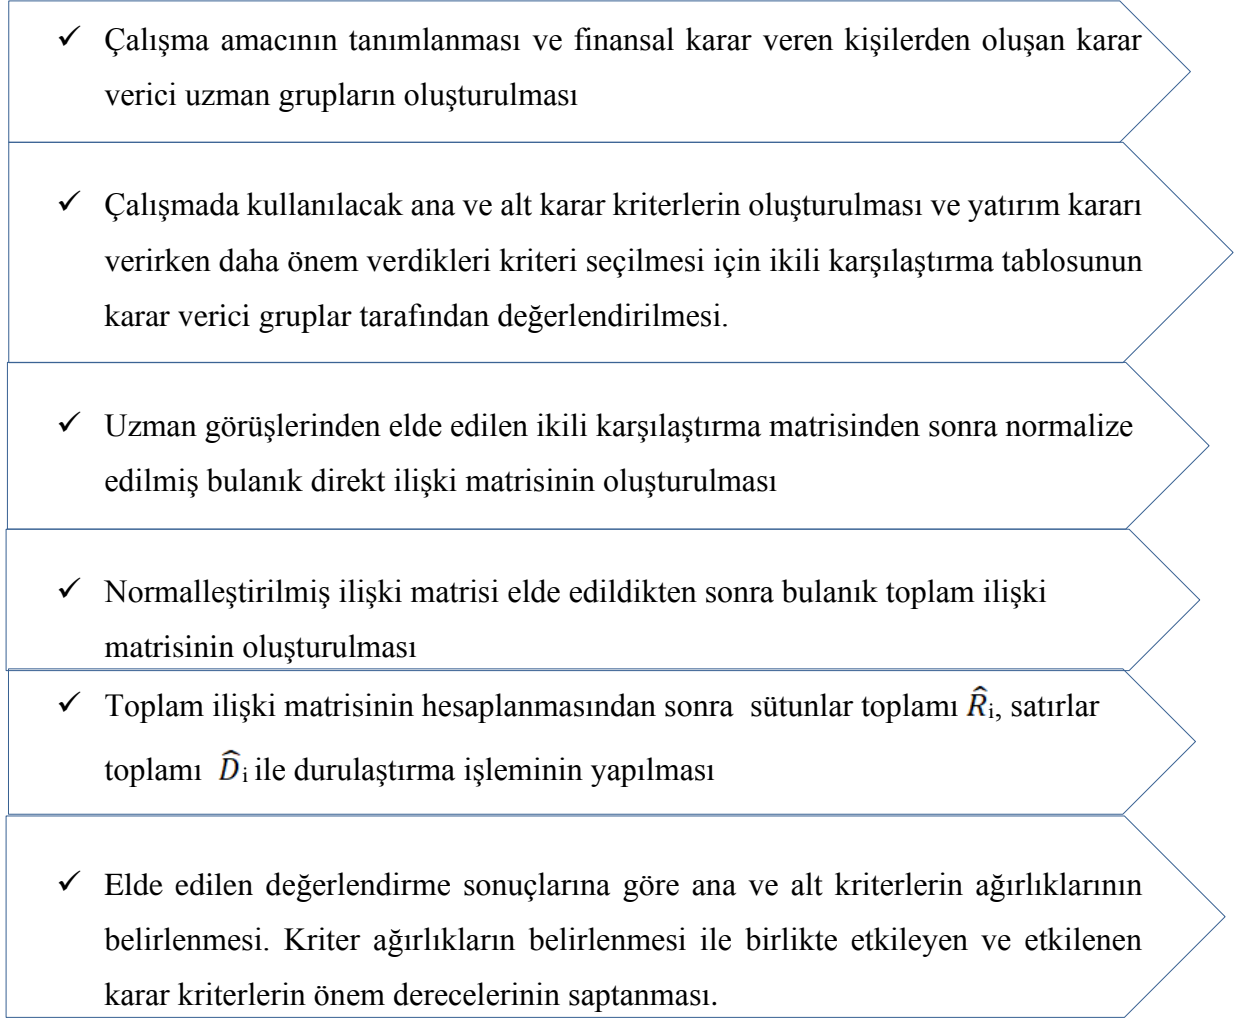 ✓ Çalışma amacının tanımlanması ve finansal karar veren kişilerden oluşan karar
verici uzman grupların oluşturulması
✓ Çalışmada kullanılacak ana ve alt karar kriterlerin oluşturulması ve yatırım kararı
verirken daha önem verdikleri kriteri seçilmesi için ikili karşılaştırma tablosunun
karar verici gruplar tarafından değerlendirilmesi.
✓ Uzman görüşlerinden elde edilen ikili karşılaştırma matrisinden sonra normalize
edilmiş bulanık direkt ilişki matrisinin oluşturulması
✓ Normalleştirilmiş ilişki matrisi elde edildikten sonra bulanık toplam ilişki
matrisinin oluşturulması
✓ Toplam ilişki matrisinin hesaplanmasından sonra sütunlar toplamı R̂i, satırlar
toplamı D̂i ile durulaştırma işleminin yapılması
✓ Elde edilen değerlendirme sonuçlarına göre ana ve alt kriterlerin ağırlıklarının
belirlenmesi. Kriter ağırlıkların belirlenmesi ile birlikte etkileyen ve etkilenen
karar kriterlerin önem derecelerinin saptanması.